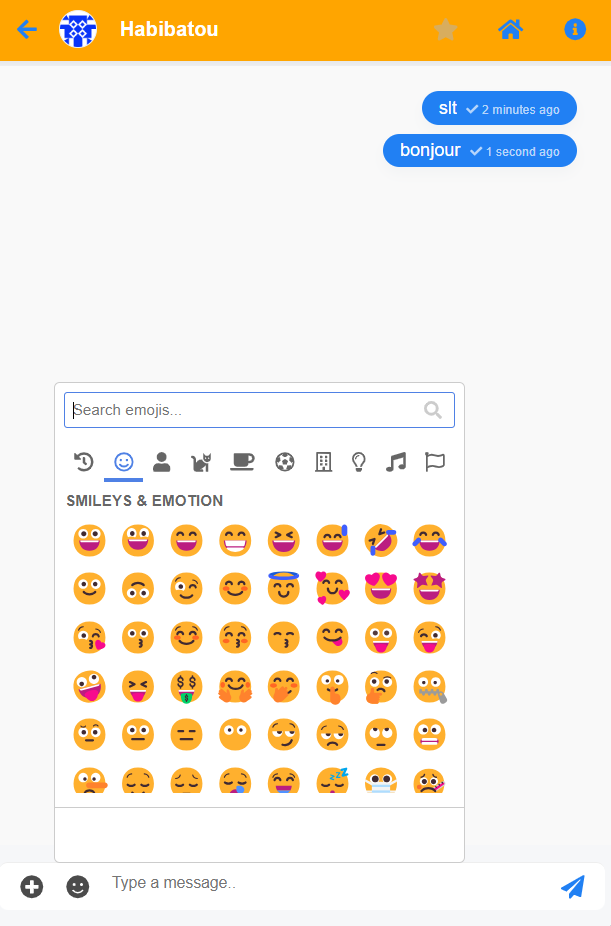 Habibatou
slt 2 minutes ago
bonjour 1 second ago
Search emojis...
SMILEYS & EMOTION
Type a message..